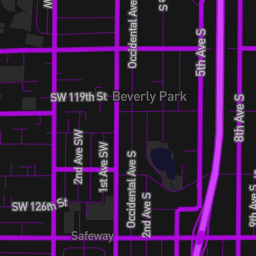 Occidental Ave S
S
5th Ave S
SW 119th St
Beverly Park
8th Ave S
2nd Ave SW
1st Ave SW
Occidental Ave S
2nd Ave S
8th Ave S
SW 126th St
Safeway